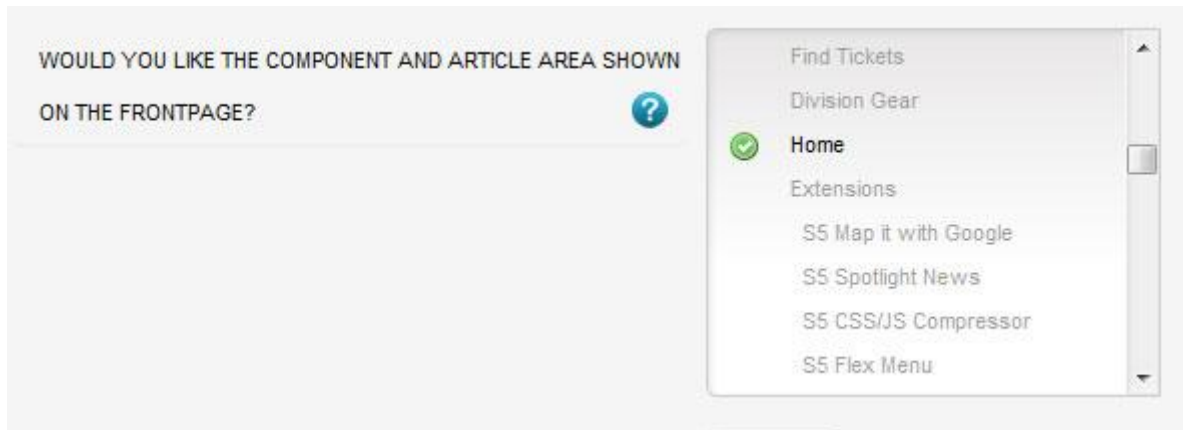 WOULD YOU LIKE THE COMPONENT AND ARTICLE AREA SHOWN
ON THE FRONTPAGE?
?
Find Tickets
Division Gear
Home
Extensions
S5 Map it with Google
S5 Spotlight News
S5 CSS/JS Compressor
S5 Flex Menu